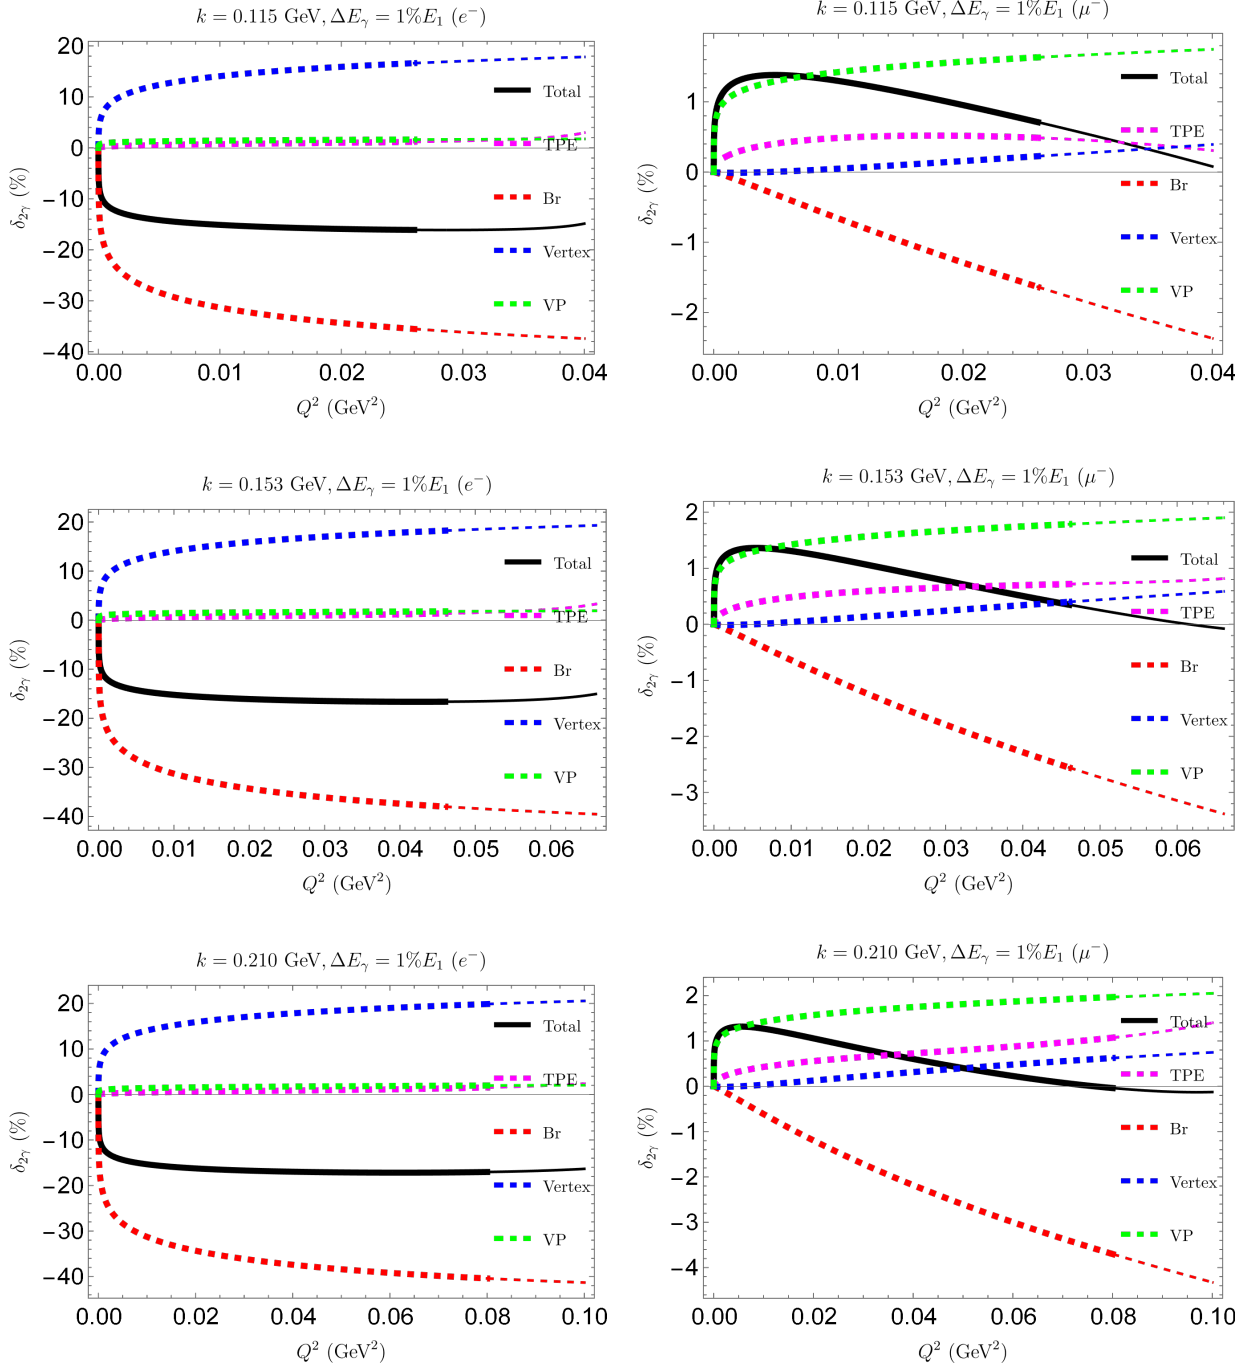 k = 0.115 GeV, ΔE_γ = 1%E_1 (e^−)
20
10
0
−10
−20
−30
−40
δ_2γ (%)
Total
TPE
Br
Vertex
VP
0.00 0.01 0.02 0.03 0.04
Q^2 (GeV^2)
k = 0.115 GeV, ΔE_γ = 1%E_1 (μ^−)
1
0
−1
−2
δ_2γ (%)
Total
TPE
Br
Vertex
VP
0.00 0.01 0.02 0.03 0.04
Q^2 (GeV^2)
k = 0.153 GeV, ΔE_γ = 1%E_1 (e^−)
20
10
0
−10
−20
−30
−40
δ_2γ (%)
Total
TPE
Br
Vertex
VP
0.00 0.01 0.02 0.03 0.04 0.05 0.06
Q^2 (GeV^2)
k = 0.153 GeV, ΔE_γ = 1%E_1 (μ^−)
2
1
0
−1
−2
−3
δ_2γ (%)
Total
TPE
Br
Vertex
VP
0.00 0.01 0.02 0.03 0.04 0.05 0.06
Q^2 (GeV^2)
k = 0.210 GeV, ΔE_γ = 1%E_1 (e^−)
20
10
0
−10
−20
−30
−40
δ_2γ (%)
Total
TPE
Br
Vertex
VP
0.00 0.02 0.04 0.06 0.08 0.10
Q^2 (GeV^2)
k = 0.210 GeV, ΔE_γ = 1%E_1 (μ^−)
2
1
0
−1
−2
−3
−4
δ_2γ (%)
Total
TPE
Br
Vertex
VP
0.00 0.02 0.04 0.06 0.08 0.10
Q^2 (GeV^2)